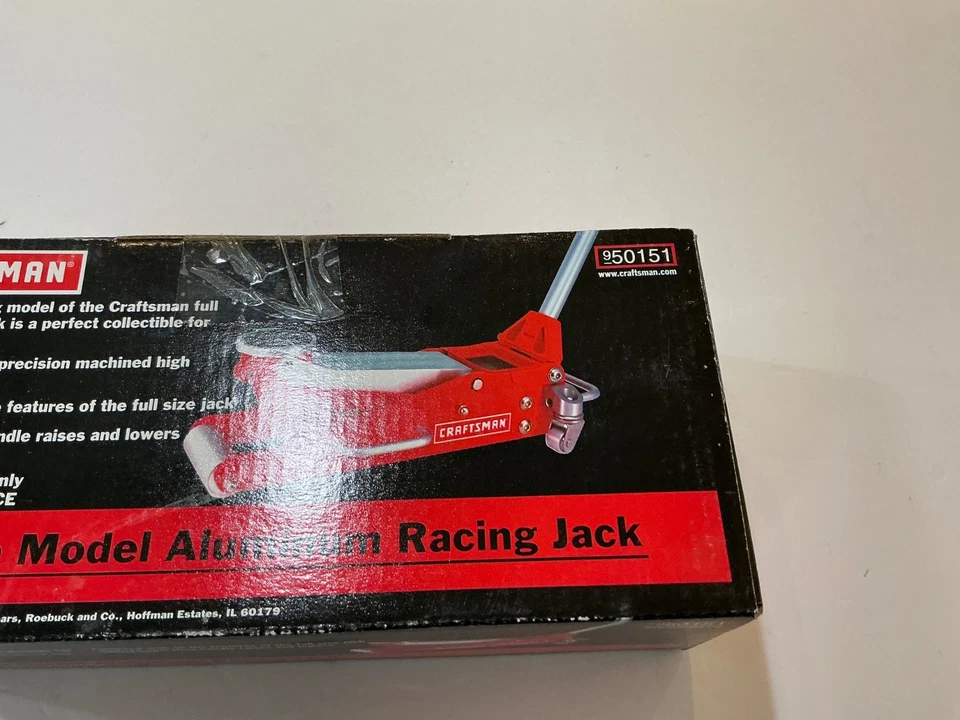 SMAN®
950151
www.craftsman.com
model of the Craftsman full
k is a perfect collectible for
precision machined high
features of the full size jack
ndle raises and lowers
CRAFTSMAN
nly
CE
Model Aluminum Racing Jack
ars, Roebuck and Co., Hoffman Estates, IL 60179